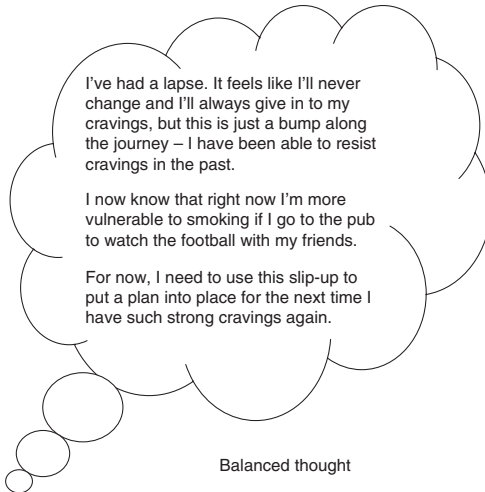 I've had a lapse. It feels like I'll never
change and I'll always give in to my
cravings, but this is just a bump along
the journey – I have been able to resist
cravings in the past.
I now know that right now I'm more
vulnerable to smoking if I go to the pub
to watch the football with my friends.
For now, I need to use this slip-up to
put a plan into place for the next time I
have such strong cravings again.
Balanced thought